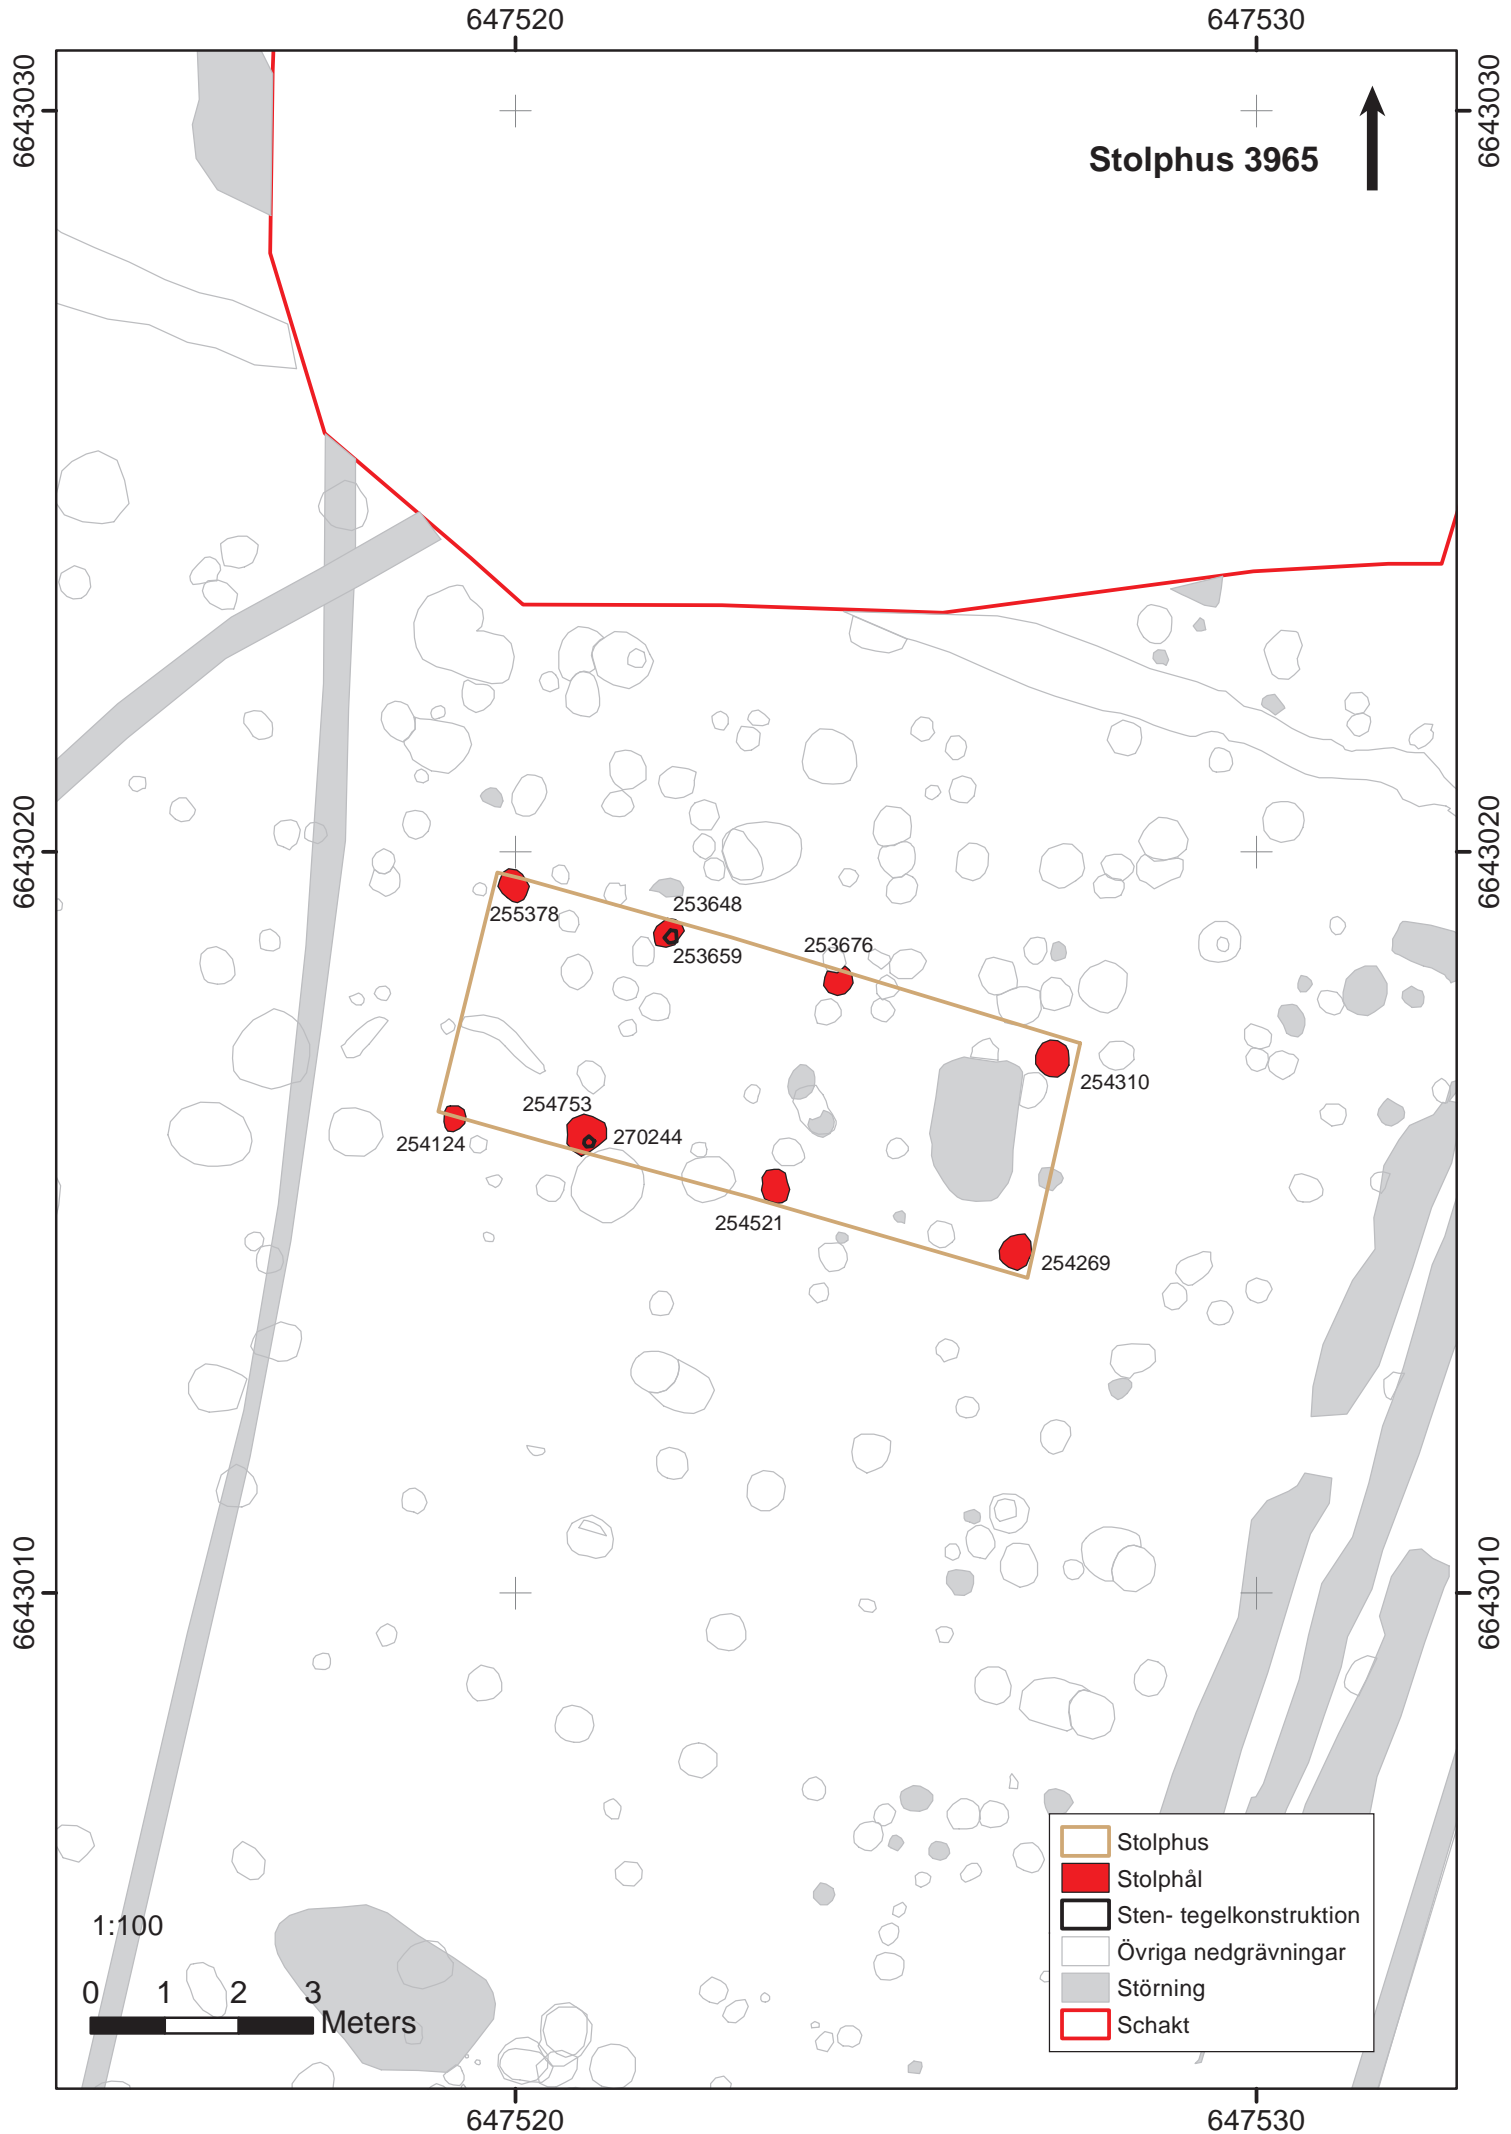 647520
647530
6643030
6643030
Stolphus 3965
6643020
6643020
255378
253648
253659
253676
254310
254753
270244
254124
254521
254269
6643010
6643010
Stolphus
Stolphål
Sten- tegelkonstruktion
Övriga nedgrävningar
Störning
Schakt
1:100
0 1 2 3
Meters
647520
647530